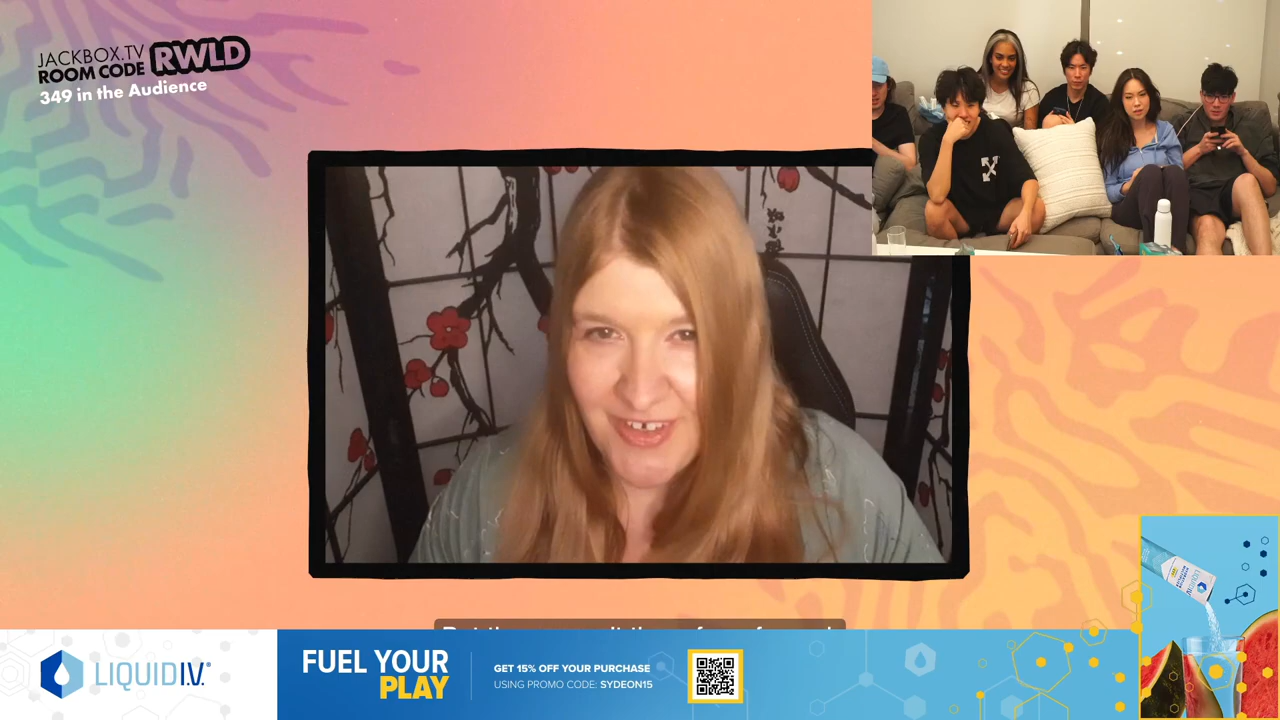 JACKBOX.TV
ROOM CODE RWLD
349 in the Audience
LIQUID I.V.
FUEL YOUR
PLAY
GET 15% OFF YOUR PURCHASE
USING PROMO CODE: SYDEON15